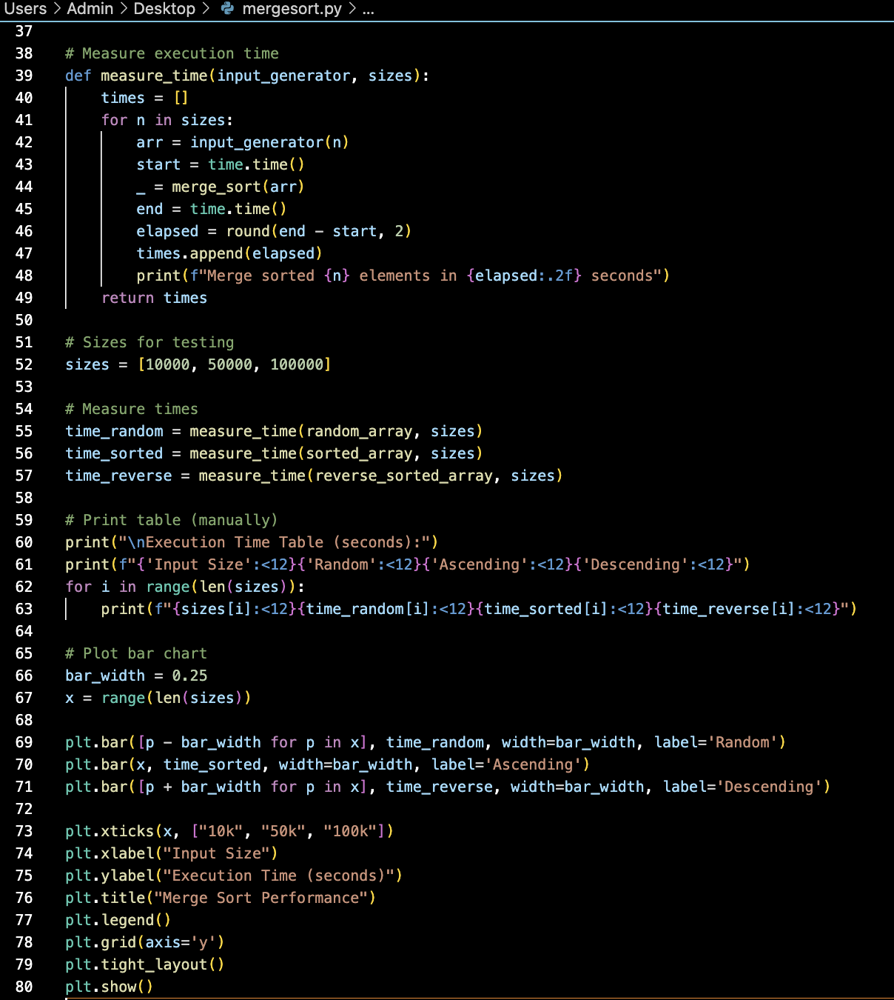 Users > Admin > Desktop > mergesort.py > ...
37
38 # Measure execution time
39 def measure_time(input_generator, sizes):
40     times = []
41     for n in sizes:
42         arr = input_generator(n)
43         start = time.time()
44         _ = merge_sort(arr)
45         end = time.time()
46         elapsed = round(end - start, 2)
47         times.append(elapsed)
48         print(f"Merge sorted {n} elements in {elapsed:.2f} seconds")
49     return times
50
51 # Sizes for testing
52 sizes = [10000, 50000, 100000]
53
54 # Measure times
55 time_random = measure_time(random_array, sizes)
56 time_sorted = measure_time(sorted_array, sizes)
57 time_reverse = measure_time(reverse_sorted_array, sizes)
58
59 # Print table (manually)
60 print("\nExecution Time Table (seconds):")
61 print(f"{'Input Size':<12}{'Random':<12}{'Ascending':<12}{'Descending':<12}")
62 for i in range(len(sizes)):
63     print(f"{sizes[i]:<12}{time_random[i]:<12}{time_sorted[i]:<12}{time_reverse[i]:<12}")
64
65 # Plot bar chart
66 bar_width = 0.25
67 x = range(len(sizes))
68
69 plt.bar([p - bar_width for p in x], time_random, width=bar_width, label='Random')
70 plt.bar(x, time_sorted, width=bar_width, label='Ascending')
71 plt.bar([p + bar_width for p in x], time_reverse, width=bar_width, label='Descending')
72
73 plt.xticks(x, ["10k", "50k", "100k"])
74 plt.xlabel("Input Size")
75 plt.ylabel("Execution Time (seconds)")
76 plt.title("Merge Sort Performance")
77 plt.legend()
78 plt.grid(axis='y')
79 plt.tight_layout()
80 plt.show()